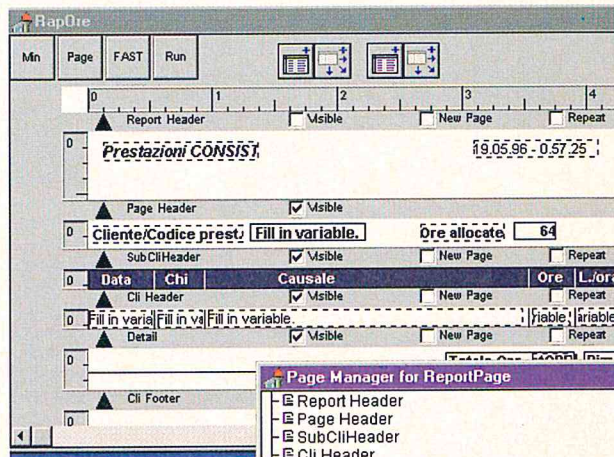 RapOre
Min Page FAST Run
0 1 2 3 4
Report Header Visible New Page Repeat
0 Prestazioni CONSIST, 19.05.96 - 0.57.25
Page Header Visible
0 Cliente/Codice prest. Fill in variable. Ore allocate 64
SubCliHeader Visible New Page Repeat
0 Data Chi Causale Ore L./ora
Cli Header Visible New Page Repeat
0 Fill in varia Fill in va Fill in variable. riable ariable
Detail Visible New Page Repeat
0
Cli Footer
0
Page Manager for ReportPage
Report Header
Page Header
SubCliHeader
Cli Header